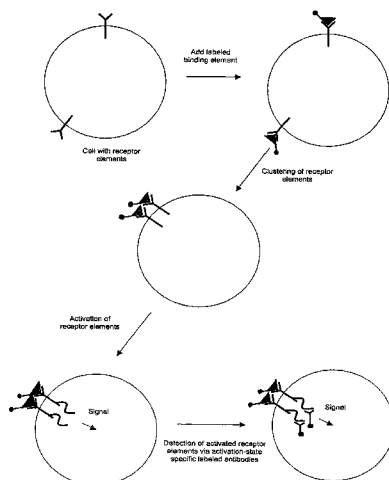 Add labeled
binding element
Cell with receptor
elements
Clustering of receptor
elements
Activation of
receptor elements
Signal
Signal
Detection of activated receptor
elements via activation-state
specific labeled antibodies